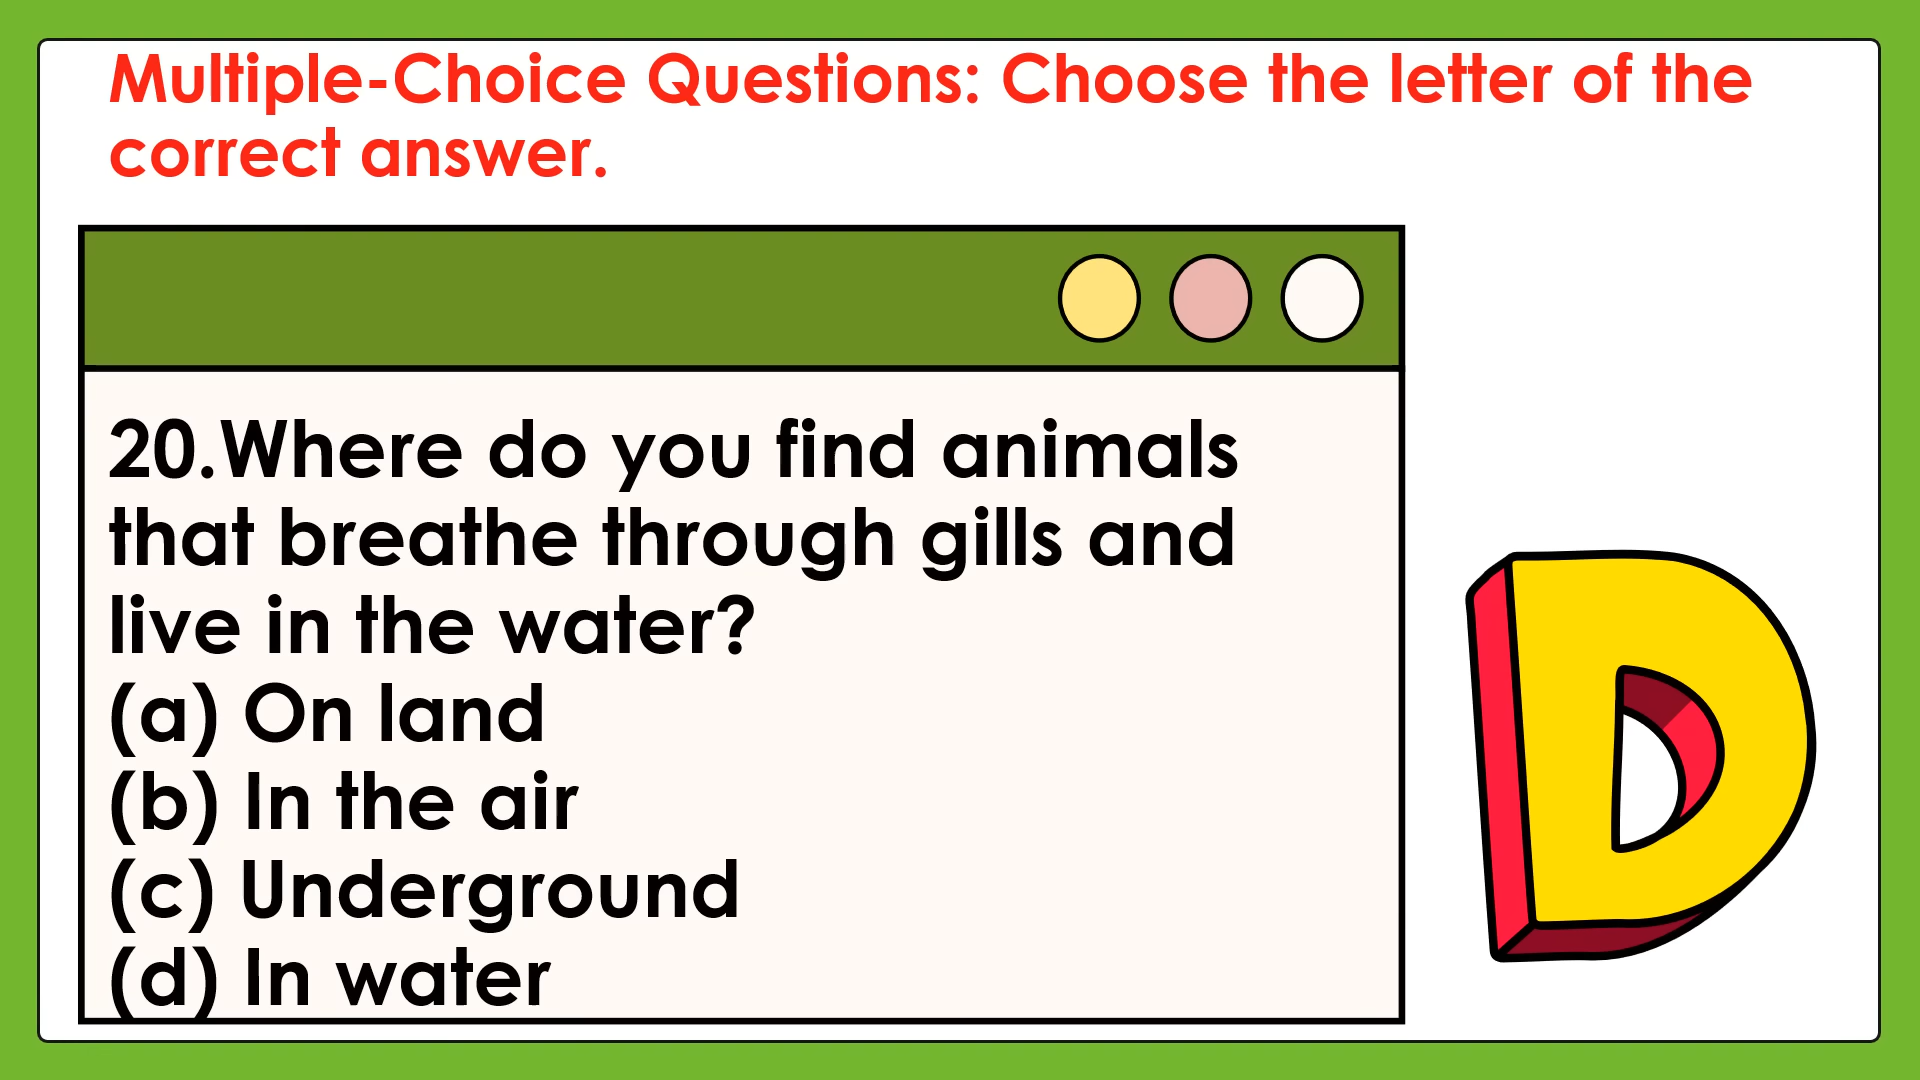 Multiple-Choice Questions: Choose the letter of the
correct answer.
20.Where do you find animals
that breathe through gills and
live in the water?
(a) On land
(b) In the air
(c) Underground
(d) In water
D